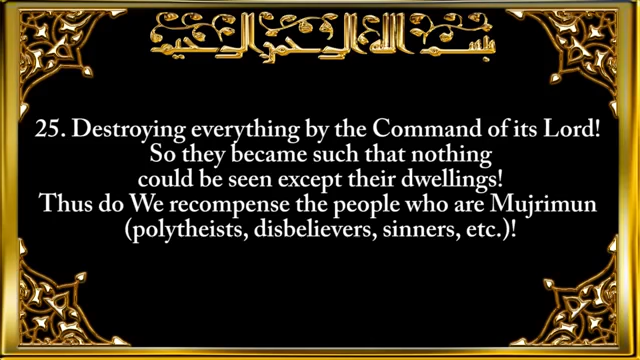 بسم الله الرحمن الرحيم
25. Destroying everything by the Command of its Lord!
So they became such that nothing
could be seen except their dwellings!
Thus do We recompense the people who are Mujrimun
(polytheists, disbelievers, sinners, etc.)!